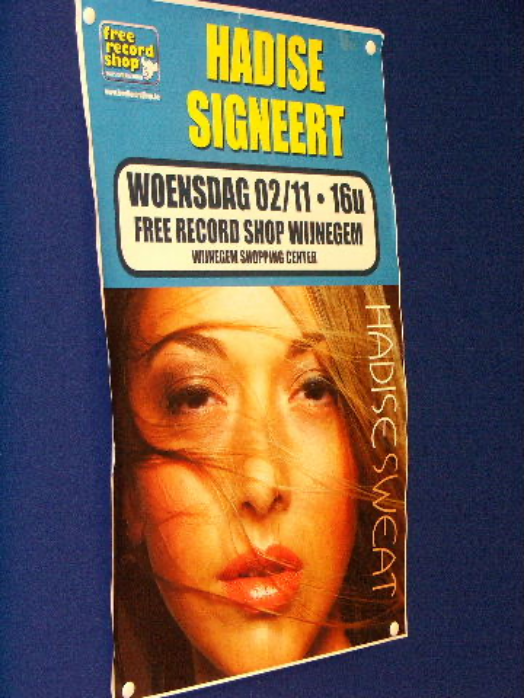 free
record
shop
HADISE
SIGNEERT
WOENSDAG 02/11 • 16u
FREE RECORD SHOP WIJNEGEM
WIJNEGEM SHOPPING CENTER
HADISE SWEAT